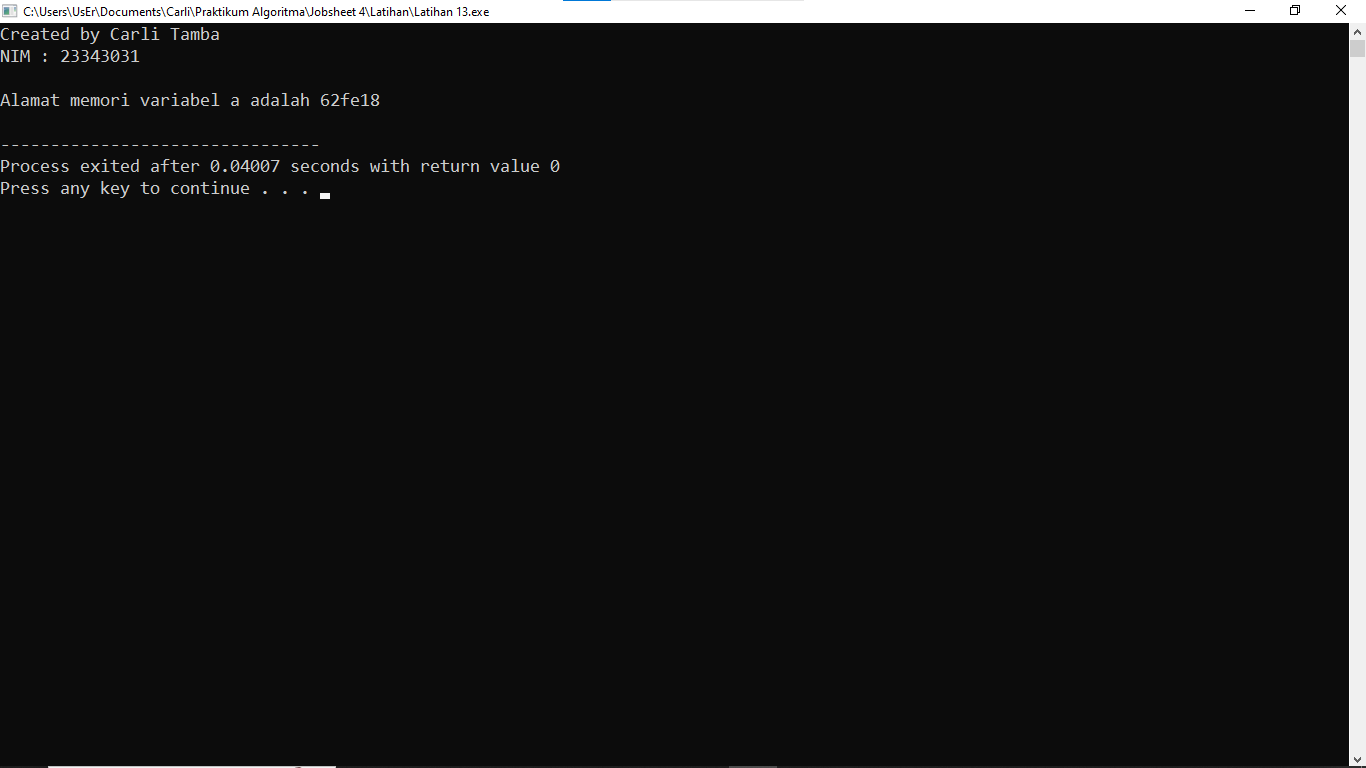 C:\Users\UsEr\Documents\Carli\Praktikum Algoritma\Jobsheet 4\Latihan\Latihan 13.exe
Created by Carli Tamba
NIM : 23343031
Alamat memori variabel a adalah 62fe18
--------------------------------
Process exited after 0.04007 seconds with return value 0
Press any key to continue . . .